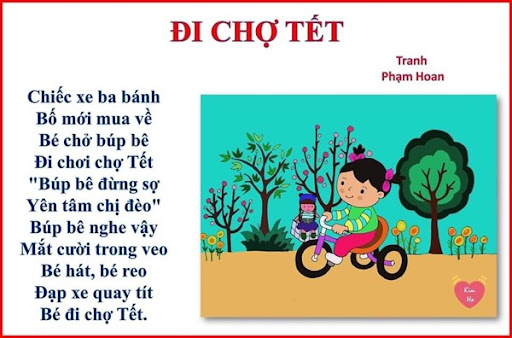 ĐI CHỢ TẾT
Tranh
Phạm Hoan
Chiếc xe ba bánh
Bố mới mua về
Bé chở búp bê
Đi chơi chợ Tết
"Búp bê đừng sợ
Yên tâm chị đèo"
Búp bê nghe vậy
Mắt cười trong veo
Bé hát, bé reo
Đạp xe quay tít
Bé đi chợ Tết.
Kim
Ho